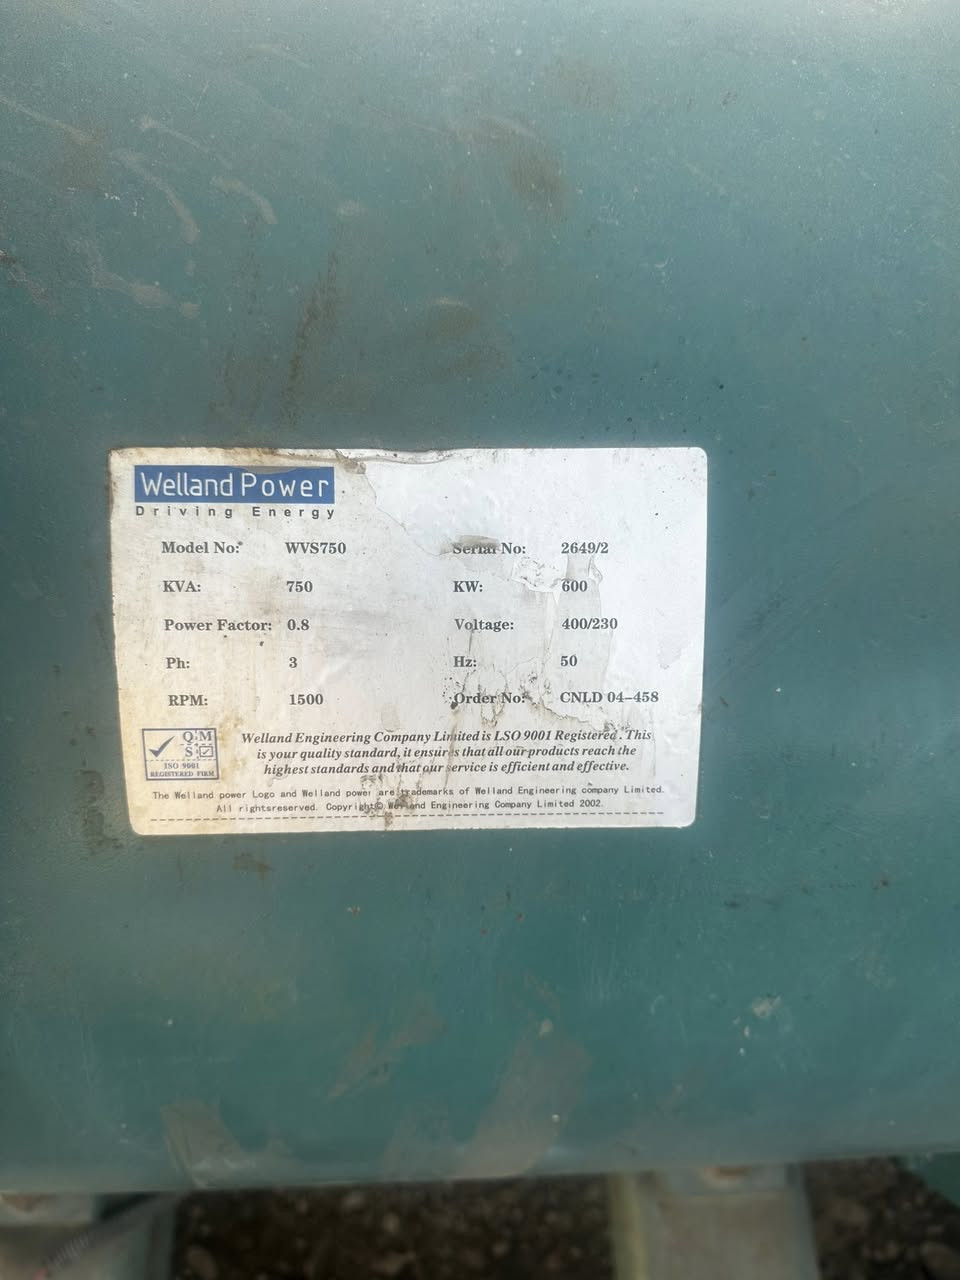 Welland Power
Driving Energy
Model No: WVS750 Serial No: 2649/2
KVA: 750 KW: 600
Power Factor: 0.8 Voltage: 400/230
Ph: 3 Hz: 50
RPM: 1500 Order No: CNLD 04-458
Q M
S
ISO 9001
REGISTERED FIRM
Welland Engineering Company Limited is LSO 9001 Registered. This
is your quality standard, it ensures that all our products reach the
highest standards and that our service is efficient and effective.
The Welland power Logo and Welland power are trademarks of Welland Engineering company Limited.
All rightsreserved. Copyright© Welland Engineering Company Limited 2002.